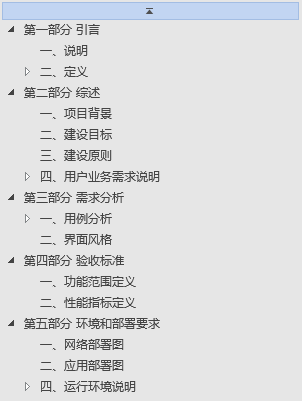 第一部分 引言
一、说明
二、定义
第二部分 综述
一、项目背景
二、建设目标
三、建设原则
四、用户业务需求说明
第三部分 需求分析
一、用例分析
二、界面风格
第四部分 验收标准
一、功能范围定义
二、性能指标定义
第五部分 环境和部署要求
一、网络部署图
二、应用部署图
四、运行环境说明